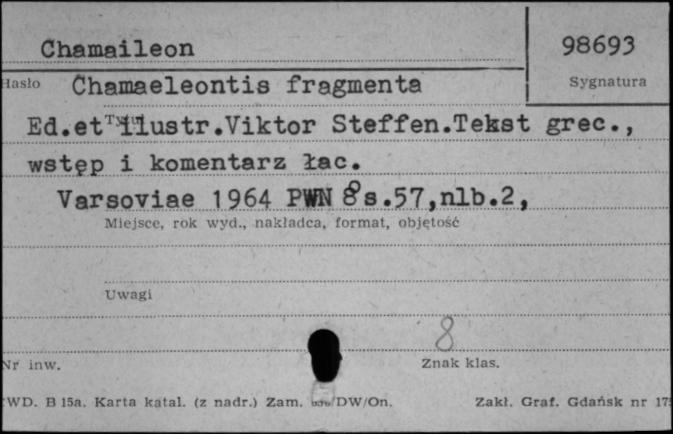 Chamaileon
98693
Hasło Chamaeleontis fragmenta
Sygnatura
Ed.et ilustr.Viktor Steffen.Tekst grec.,
wstęp i komentarz łac.
Varsoviae 1964 PWN 8° s.57,nlb.2,
Miejsce, rok wyd., nakładca, format, objętość
Uwagi
8
Nr inw.
Znak klas.
WD. B 15a. Karta katal. (z nadr.) Zam. /DW/On.
Zakł. Graf. Gdańsk nr